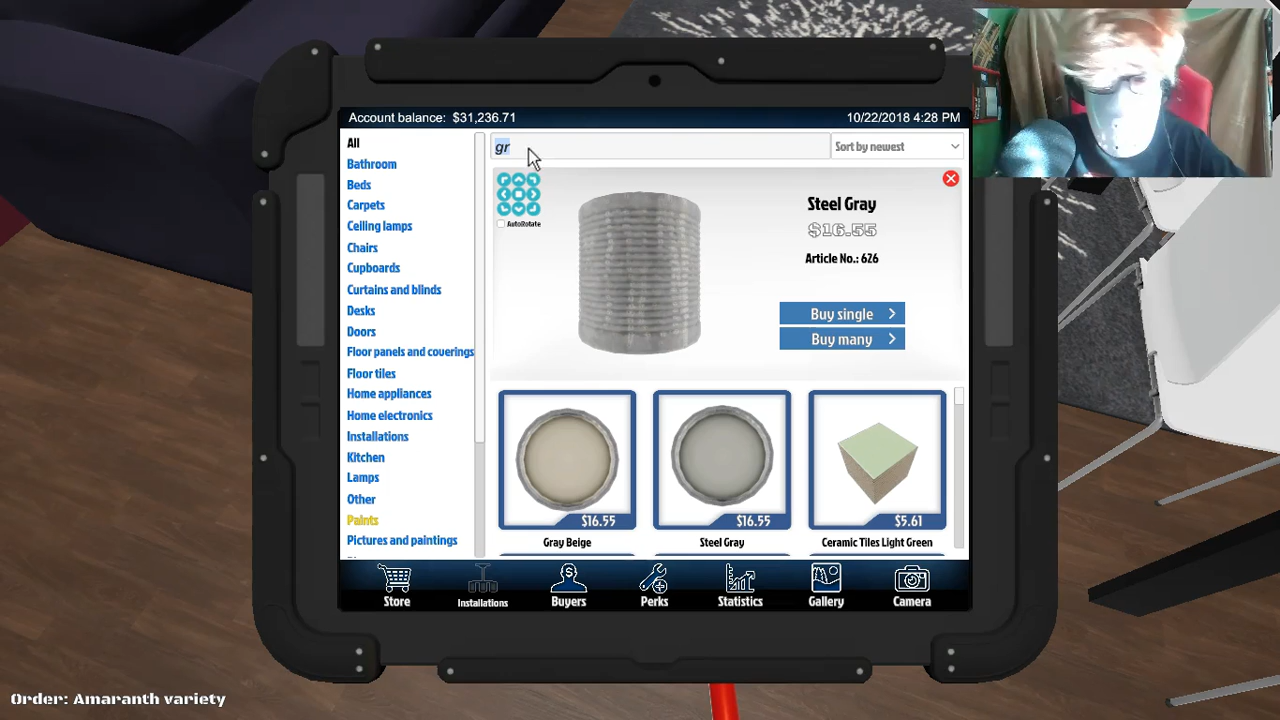 Account balance: $31,236.71
10/22/2018 4:28 PM
All
Bathroom
Beds
Carpets
Ceiling lamps
Chairs
Cupboards
Curtains and blinds
Desks
Doors
Floor panels and coverings
Floor tiles
Home appliances
Home electronics
Installations
Kitchen
Lamps
Other
Paints
Pictures and paintings
gr
Sort by newest
AutoRotate
Steel Gray
$16.55
Article No.: 626
Buy single
Buy many
$16.55
Gray Beige
$16.55
Steel Gray
$5.61
Ceramic Tiles Light Green
Store
Installations
Buyers
Perks
Statistics
Gallery
Camera
Order: Amaranth variety